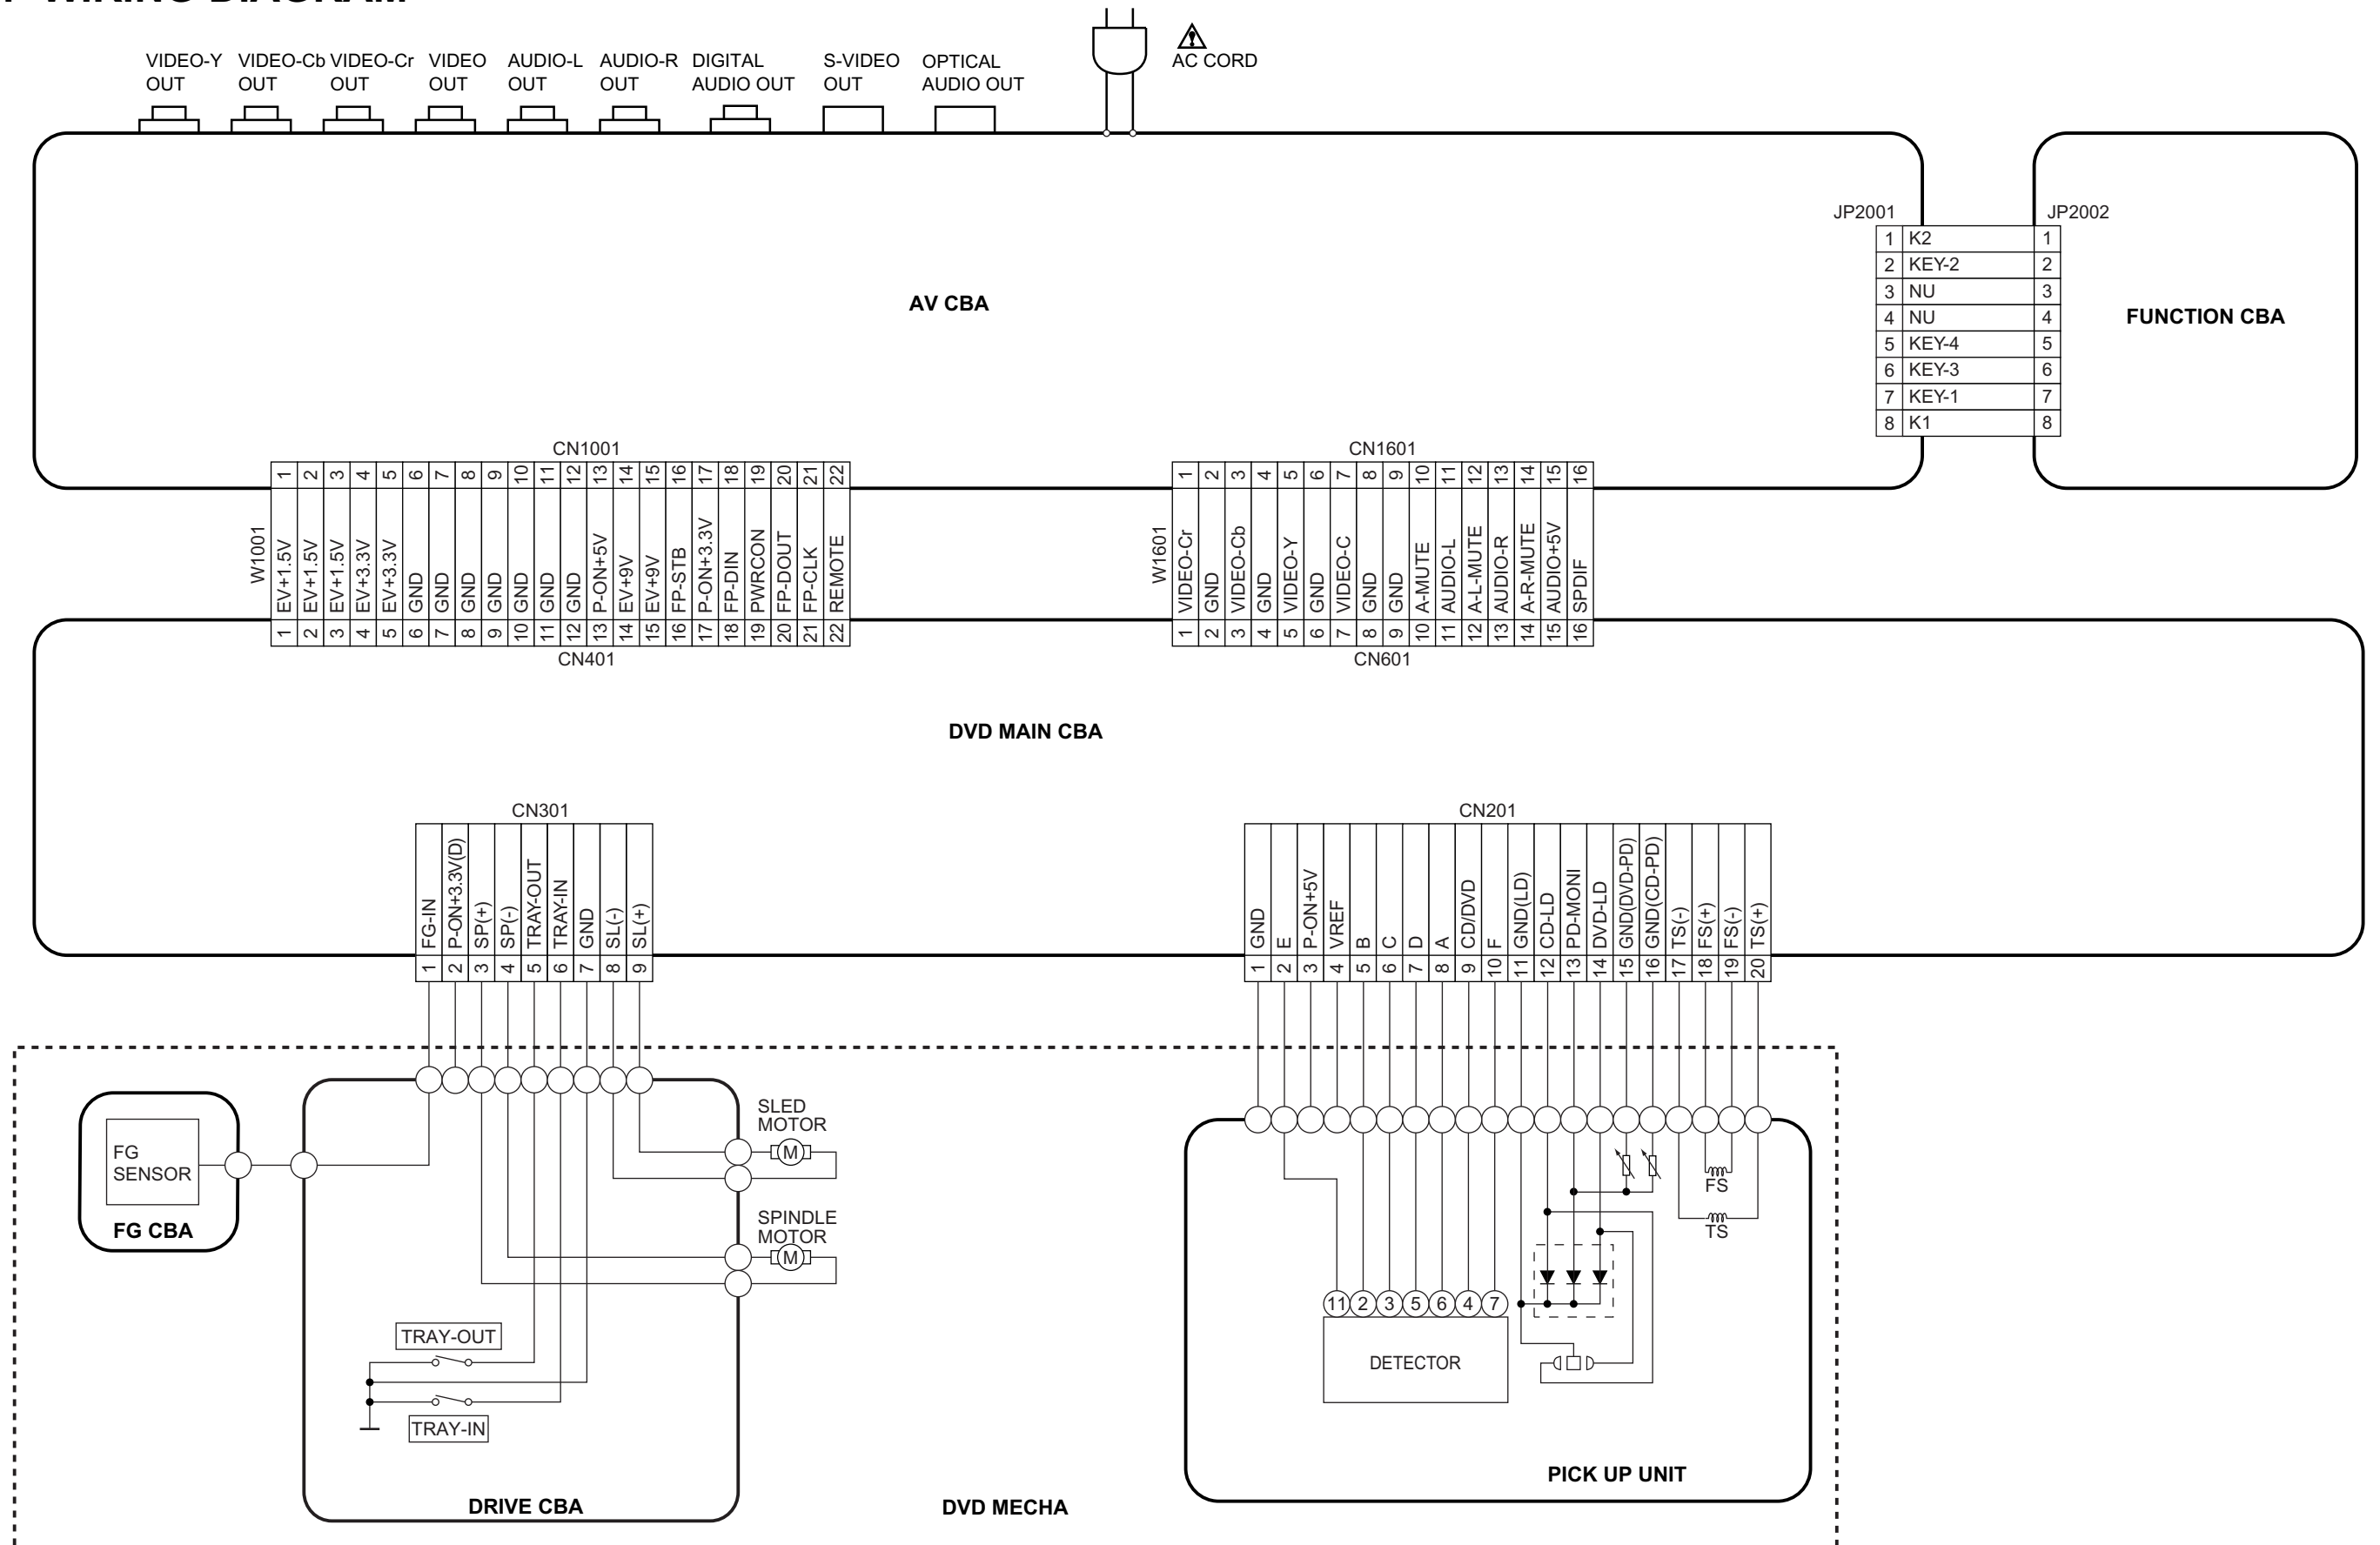 WIRING DIAGRAM
VIDEO-Y OUT
VIDEO-Cb OUT
VIDEO-Cr OUT
VIDEO OUT
AUDIO-L OUT
AUDIO-R OUT
DIGITAL AUDIO OUT
S-VIDEO OUT
OPTICAL AUDIO OUT
AC CORD
AV CBA
JP2001
JP2002
1 K2 1
2 KEY-2 2
3 NU 3
4 NU 4
5 KEY-4 5
6 KEY-3 6
7 KEY-1 7
8 K1 8
FUNCTION CBA
CN1001
W1001
1 EV+1.5V 1
2 EV+1.5V 2
3 EV+1.5V 3
4 EV+3.3V 4
5 EV+3.3V 5
6 GND 6
7 GND 7
8 GND 8
9 GND 9
10 GND 10
11 GND 11
12 GND 12
13 P-ON+5V 13
14 EV+9V 14
15 EV+9V 15
16 FP-STB 16
17 P-ON+3.3V 17
18 FP-DIN 18
19 PWRCON 19
20 FP-DOUT 20
21 FP-CLK 21
22 REMOTE 22
CN401
CN1601
W1601
1 VIDEO-Cr 1
2 GND 2
3 VIDEO-Cb 3
4 GND 4
5 VIDEO-Y 5
6 GND 6
7 VIDEO-C 7
8 GND 8
9 GND 9
10 A-MUTE 10
11 AUDIO-L 11
12 A-L-MUTE 12
13 AUDIO-R 13
14 A-R-MUTE 14
15 AUDIO+5V 15
16 SPDIF 16
CN601
DVD MAIN CBA
CN301
1 FG-IN
2 P-ON+3.3V(D)
3 SP(+)
4 SP(-)
5 TRAY-OUT
6 TRAY-IN
7 GND
8 SL(-)
9 SL(+)
CN201
1 GND
2 E
3 P-ON+5V
4 VREF
5 B
6 C
7 D
8 A
9 CD/DVD
10 F
11 GND(LD)
12 CD-LD
13 PD-MONI
14 DVD-LD
15 GND(DVD-PD)
16 GND(CD-PD)
17 TS(-)
18 FS(+)
19 FS(-)
20 TS(+)
FG SENSOR
FG CBA
SLED MOTOR
M
SPINDLE MOTOR
M
TRAY-OUT
TRAY-IN
DRIVE CBA
DVD MECHA
FS
TS
11 2 3 5 6 4 7
DETECTOR
PICK UP UNIT